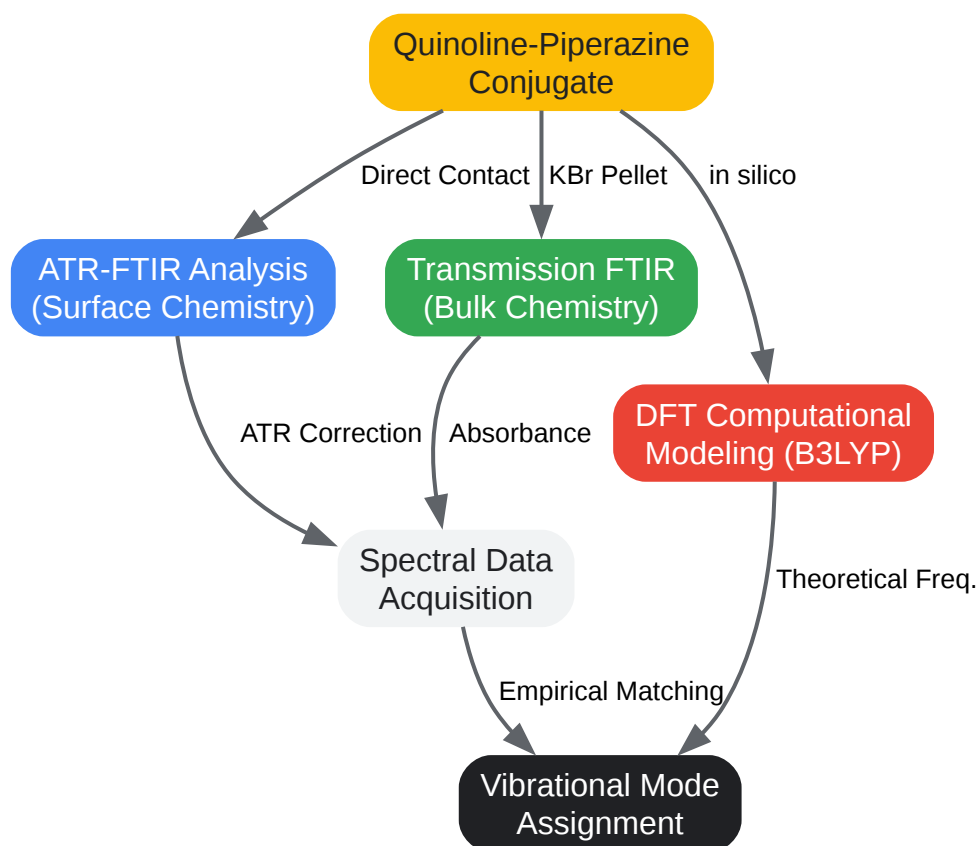 Quinoline-Piperazine
Conjugate
Direct Contact
KBr Pellet
in silico
ATR-FTIR Analysis
(Surface Chemistry)
Transmission FTIR
(Bulk Chemistry)
DFT Computational
Modeling (B3LYP)
ATR Correction
Absorbance
Spectral Data
Acquisition
Theoretical Freq.
Empirical Matching
Vibrational Mode
Assignment